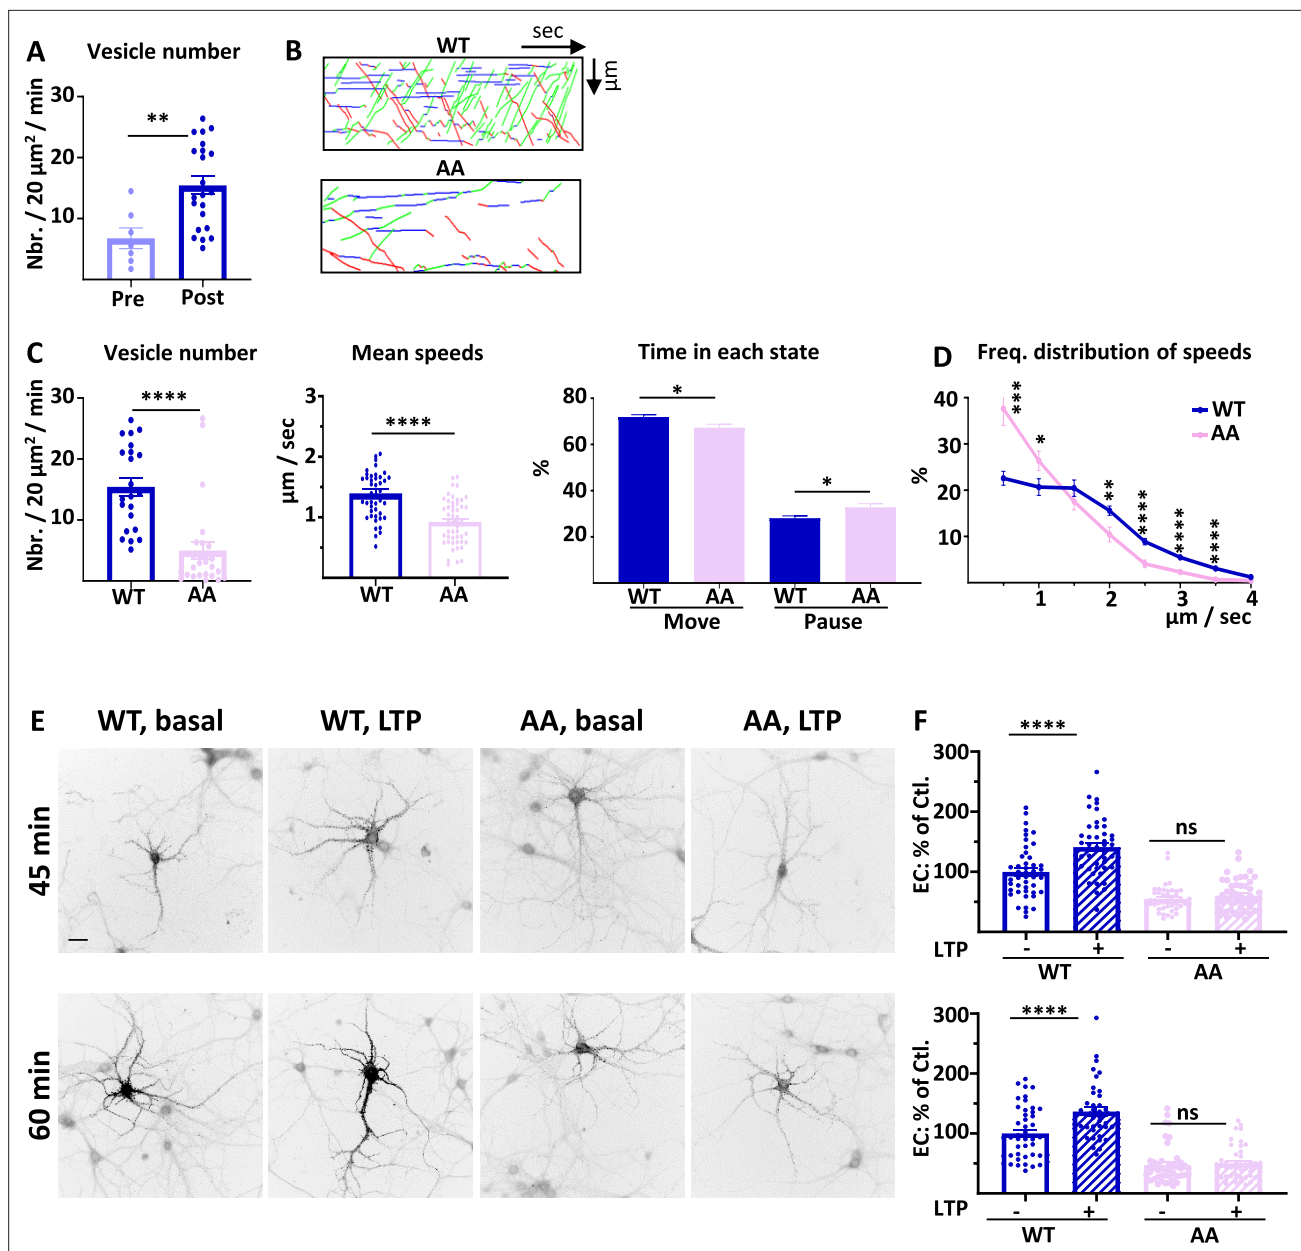 A Vesicle number
Nbr. / 20 µm² / min
30
20
10
**
Pre Post
B
WT
sec
µm
AA
C Vesicle number
Nbr. / 20 µm² / min
30
20
10
****
WT AA
Mean speeds
µm / sec
3
2
1
****
WT AA
Time in each state
%
80
60
40
20
*
*
WT AA WT AA
Move Pause
D Freq. distribution of speeds
%
40
30
20
10
***
*
**
****
****
****
WT
AA
1 2 3 4
µm / sec
E WT, basal WT, LTP AA, basal AA, LTP
45 min
60 min
F
EC: % of Ctl.
300
200
100
****
ns
LTP - + - +
WT AA
EC: % of Ctl.
300
200
100
****
ns
LTP - + - +
WT AA